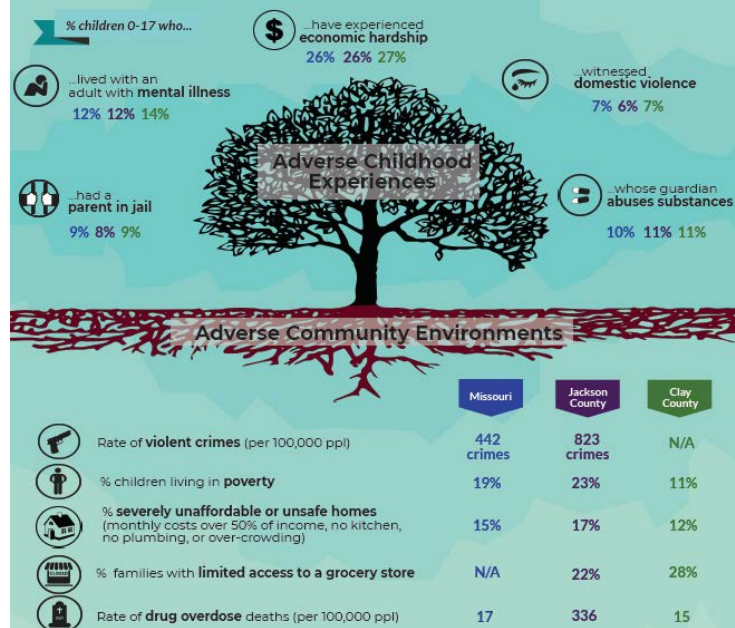 % children 0-17 who...
...have experienced
economic hardship
26% 26% 27%
...lived with an
adult with mental illness
12% 12% 14%
...witnessed
domestic violence
7% 6% 7%
Adverse Childhood
Experiences
...had a
parent in jail
9% 8% 9%
...whose guardian
abuses substances
10% 11% 11%
Adverse Community Environments
Missouri
Jackson
County
Clay
County
Rate of violent crimes (per 100,000 ppl)
442
crimes
823
crimes
N/A
% children living in poverty
19%
23%
11%
% severely unaffordable or unsafe homes
(monthly costs over 50% of income, no kitchen,
no plumbing, or over-crowding)
15%
17%
12%
CLOSED
% families with limited access to a grocery store
N/A
22%
28%
Rate of drug overdose deaths (per 100,000 ppl)
17
336
15